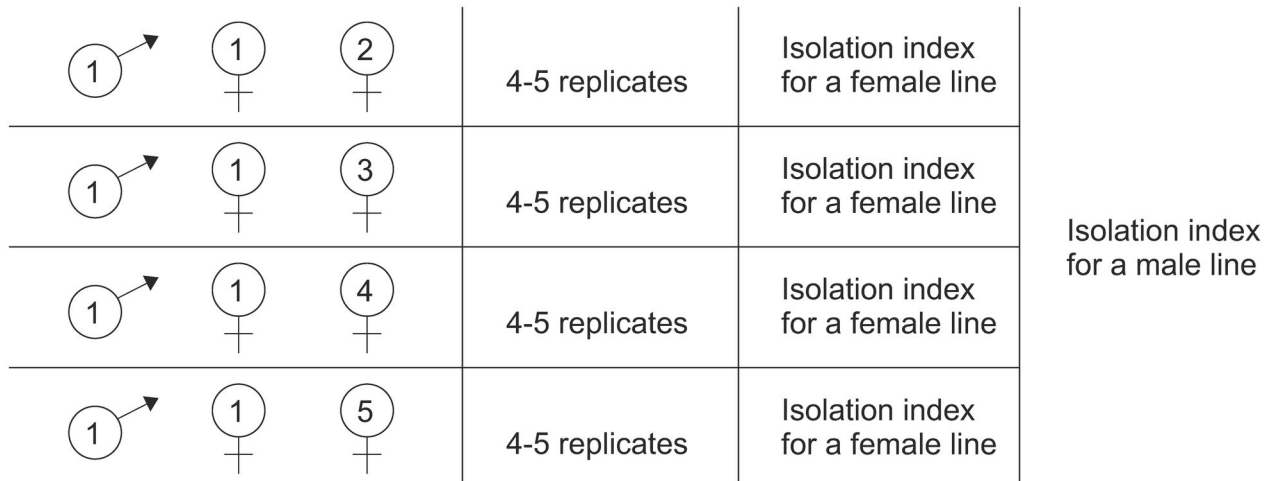 1 1 2
4-5 replicates
Isolation index
for a female line
1 1 3
4-5 replicates
Isolation index
for a female line
1 1 4
4-5 replicates
Isolation index
for a female line
1 1 5
4-5 replicates
Isolation index
for a female line
Isolation index
for a male line